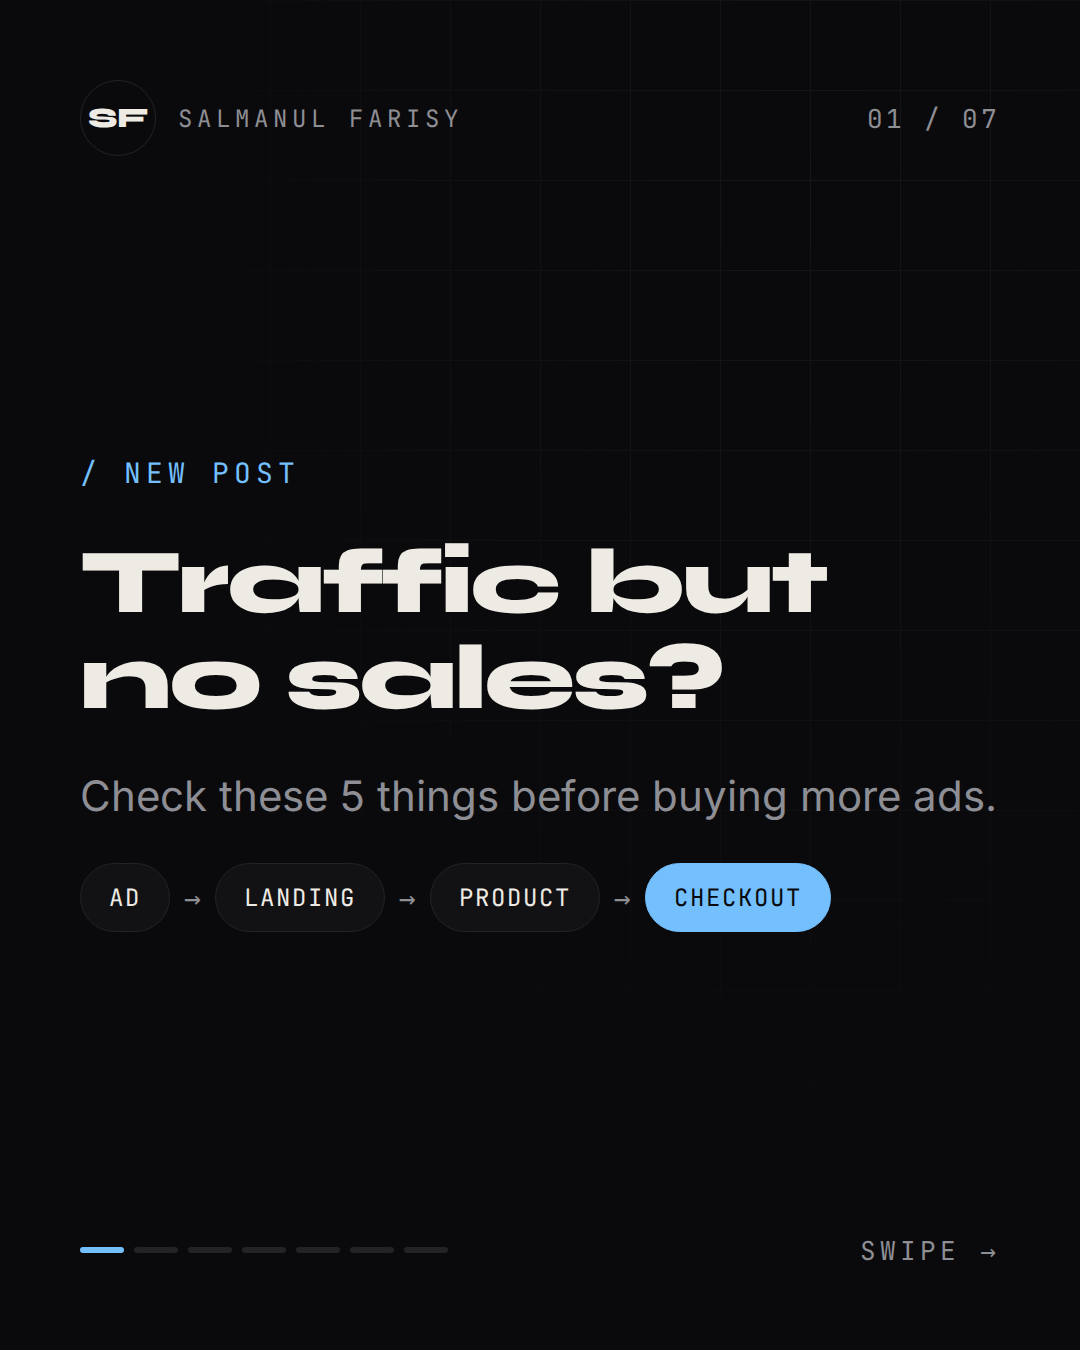 SF SALMANUL FARISY 01 / 07
/ NEW POST
Traffic but
no sales?
Check these 5 things before buying more ads.
AD → LANDING → PRODUCT → CHECKOUT
SWIPE →